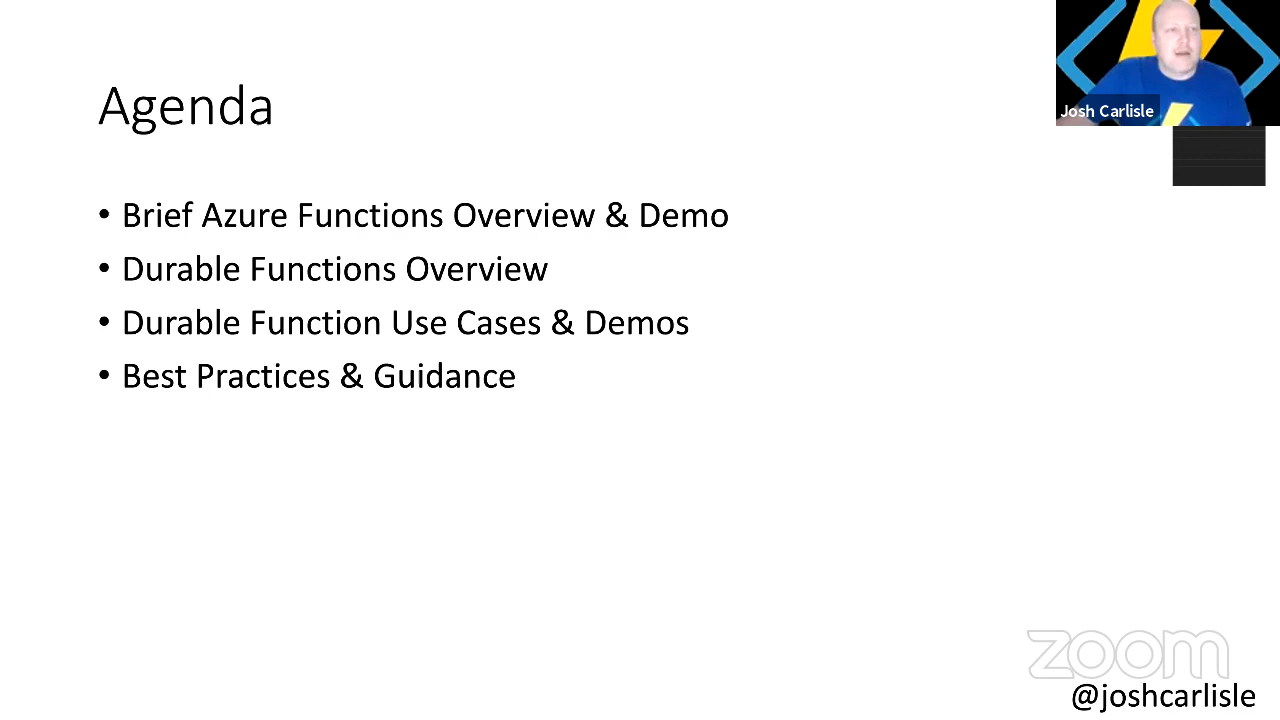 Agenda
Josh Carlisle
• Brief Azure Functions Overview & Demo
• Durable Functions Overview
• Durable Function Use Cases & Demos
• Best Practices & Guidance
zoom
@joshcarlisle